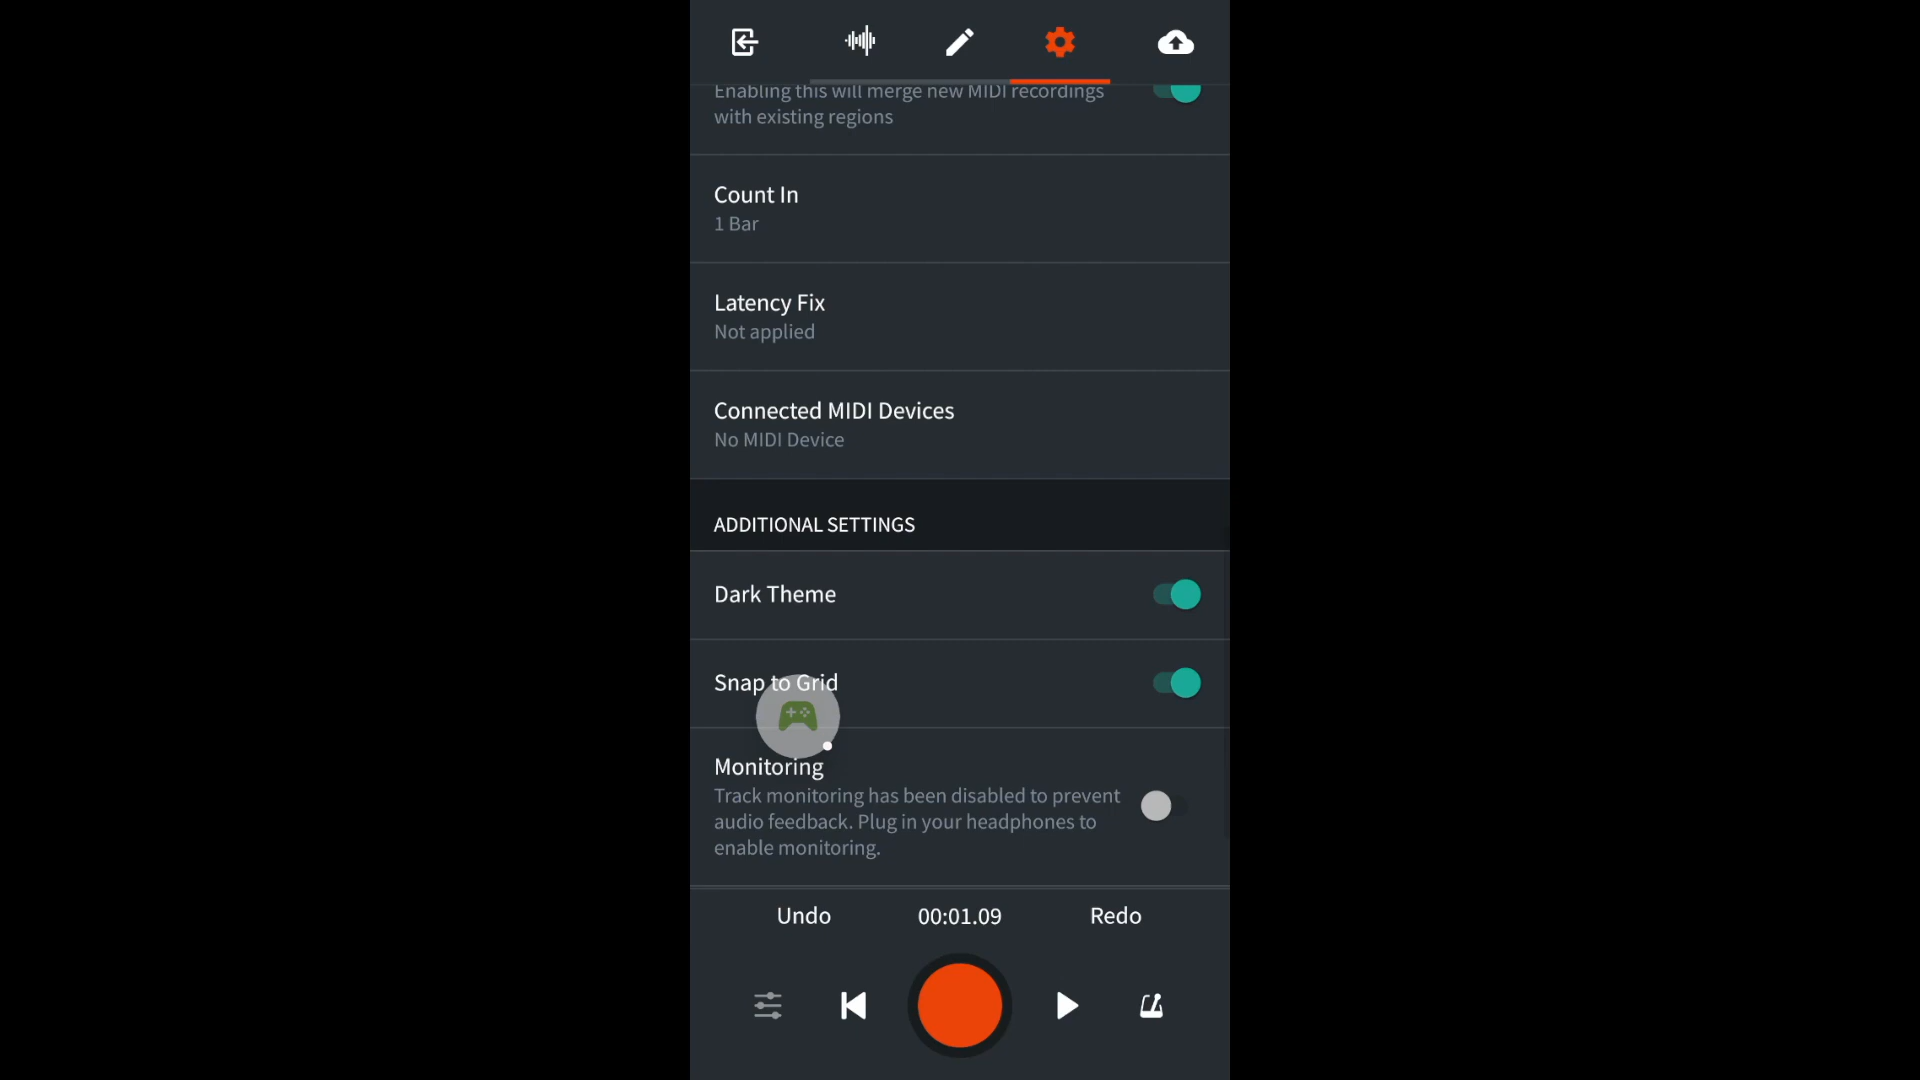 Enabling this will merge new MIDI recordings
with existing regions
Count In
1 Bar
Latency Fix
Not applied
Connected MIDI Devices
No MIDI Device
ADDITIONAL SETTINGS
Dark Theme
Snap to Grid
Monitoring
Track monitoring has been disabled to prevent
audio feedback. Plug in your headphones to
enable monitoring.
Undo
00:01.09
Redo